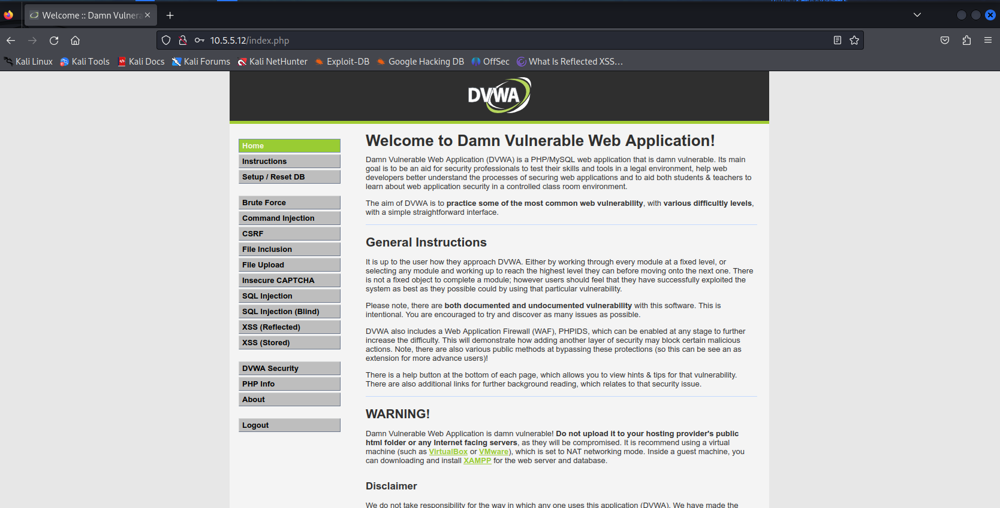 Welcome :: Damn Vulnera
10.5.5.12/index.php
Kali Linux Kali Tools Kali Docs Kali Forums Kali NetHunter Exploit-DB Google Hacking DB OffSec What Is Reflected XSS...
DVWA
Home
Instructions
Setup / Reset DB
Brute Force
Command Injection
CSRF
File Inclusion
File Upload
Insecure CAPTCHA
SQL Injection
SQL Injection (Blind)
XSS (Reflected)
XSS (Stored)
DVWA Security
PHP Info
About
Logout
Welcome to Damn Vulnerable Web Application!
Damn Vulnerable Web Application (DVWA) is a PHP/MySQL web application that is damn vulnerable. Its main
goal is to be an aid for security professionals to test their skills and tools in a legal environment, help web
developers better understand the processes of securing web applications and to aid both students & teachers to
learn about web application security in a controlled class room environment.
The aim of DVWA is to practice some of the most common web vulnerability, with various difficultly levels,
with a simple straightforward interface.
General Instructions
It is up to the user how they approach DVWA. Either by working through every module at a fixed level, or
selecting any module and working up to reach the highest level they can before moving onto the next one. There
is not a fixed object to complete a module; however users should feel that they have successfully exploited the
system as best as they possible could by using that particular vulnerability.
Please note, there are both documented and undocumented vulnerability with this software. This is
intentional. You are encouraged to try and discover as many issues as possible.
DVWA also includes a Web Application Firewall (WAF), PHPIDS, which can be enabled at any stage to further
increase the difficulty. This will demonstrate how adding another layer of security may block certain malicious
actions. Note, there are also various public methods at bypassing these protections (so this can be see an as
extension for more advance users)!
There is a help button at the bottom of each page, which allows you to view hints & tips for that vulnerability.
There are also additional links for further background reading, which relates to that security issue.
WARNING!
Damn Vulnerable Web Application is damn vulnerable! Do not upload it to your hosting provider's public
html folder or any Internet facing servers, as they will be compromised. It is recommend using a virtual
machine (such as VirtualBox or VMware), which is set to NAT networking mode. Inside a guest machine, you
can downloading and install XAMPP for the web server and database.
Disclaimer
We do not take responsibility for the way in which any one uses this application (DVWA). We have made the